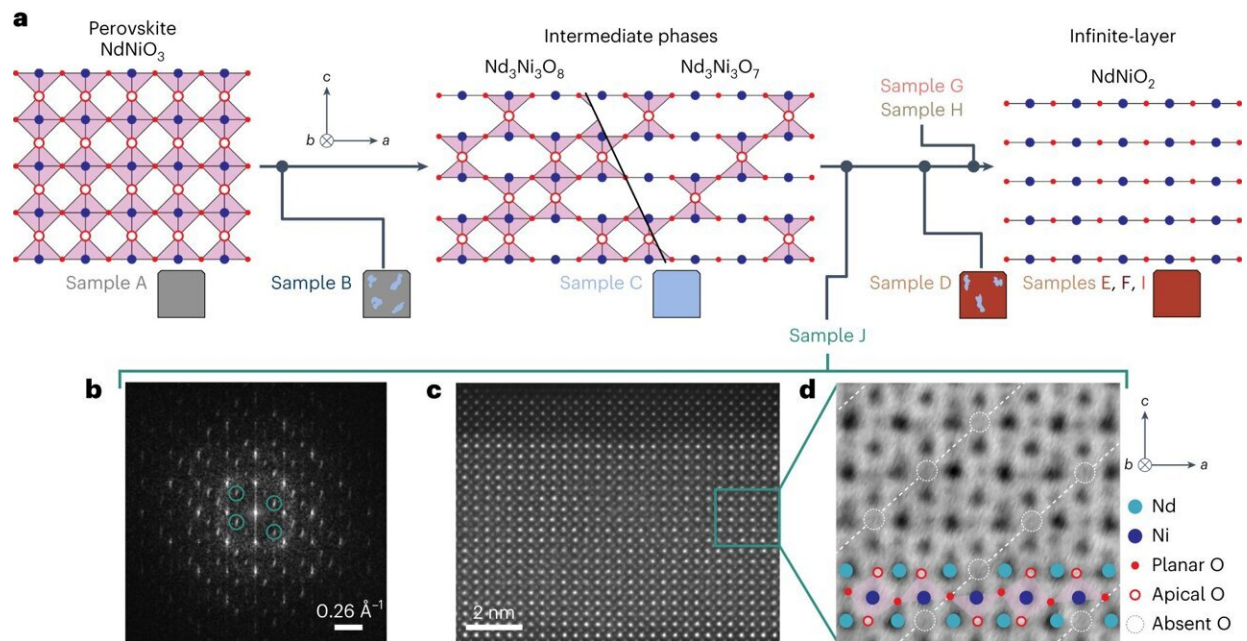 a
Perovskite
NdNiO₃
Intermediate phases
Nd₃Ni₃O₈
Nd₃Ni₃O₇
Infinite-layer
NdNiO₂
Sample G
Sample H
c
b
a
Sample A
Sample B
Sample C
Sample D
Samples E, F, I
Sample J
b
0.26 Å⁻¹
c
2 nm
d
c
b
a
Nd
Ni
Planar O
Apical O
Absent O